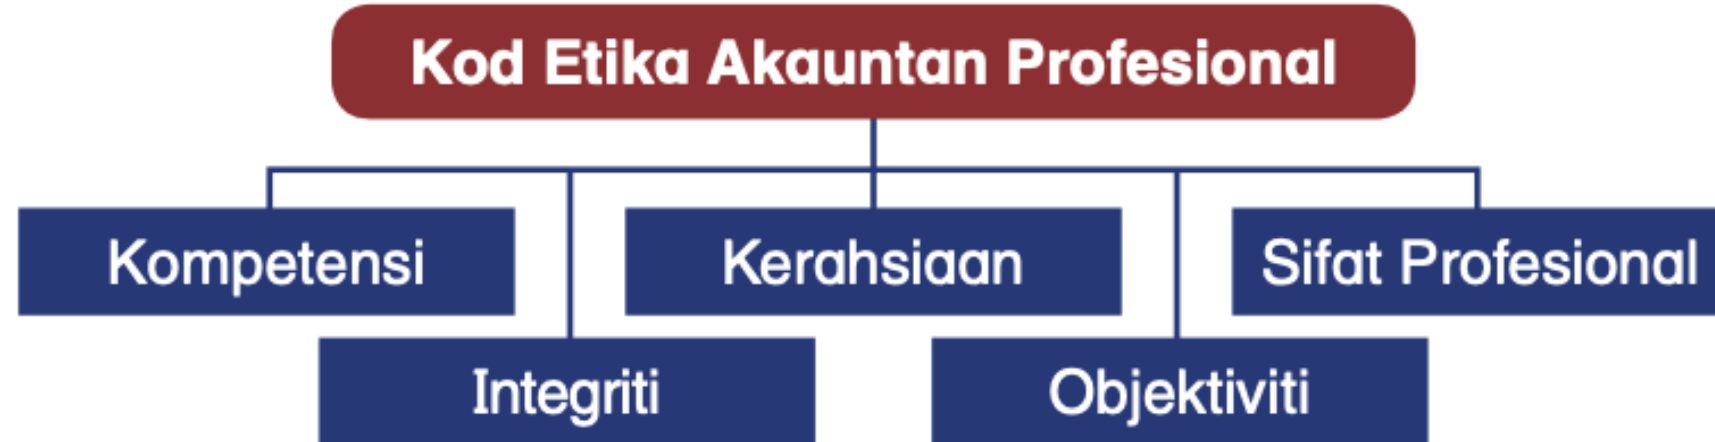 Kod Etika Akauntan Profesional
Kompetensi
Kerahsiaan
Sifat Profesional
Integriti
Objektiviti